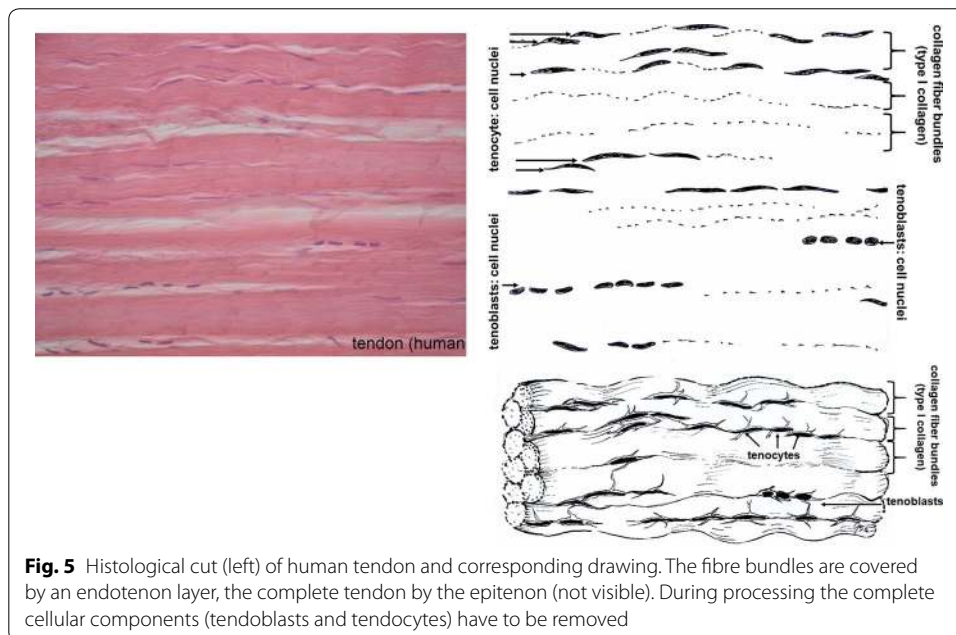 tenocyte: cell nuclei
collagen fiber bundles
(type I collagen)
tenoblasts: cell nuclei
tenoblasts: cell nuclei
tendon (human
collagen fiber bundles
(type I collagen)
tenocytes
tenoblasts
Fig. 5 Histological cut (left) of human tendon and corresponding drawing. The fibre bundles are covered
by an endotenon layer, the complete tendon by the epitenon (not visible). During processing the complete
cellular components (tendoblasts and tendocytes) have to be removed